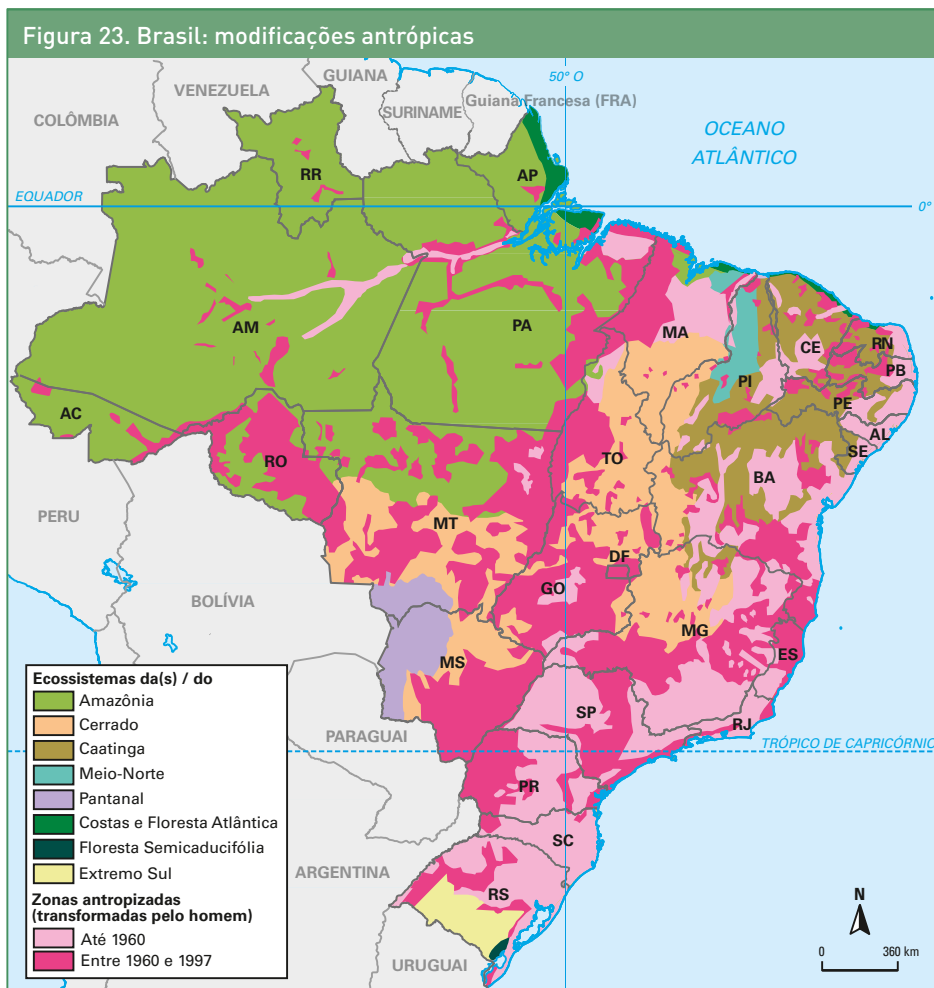 Figura 23. Brasil: modificações antrópicas
50° O
GUIANA
VENEZUELA
Guiana Francesa (FRA)
SURINAME
COLÔMBIA
OCEANO
ATLÂNTICO
RR
AP
EQUADOR
0°
AM
PA
MA
CE
RN
PB
PI
PE
AC
AL
SE
RO
TO
BA
PERU
MT
DF
GO
BOLÍVIA
MG
ES
MS
SP
RJ
PARAGUAI
TRÓPICO DE CAPRICÓRNIO
PR
SC
ARGENTINA
RS
URUGUAI
Ecossistemas da(s) / do
Amazônia
Cerrado
Caatinga
Meio-Norte
Pantanal
Costas e Floresta Atlântica
Floresta Semicaducifólia
Extremo Sul
Zonas antropizadas
(transformadas pelo homem)
Até 1960
Entre 1960 e 1997
N
0 360 km